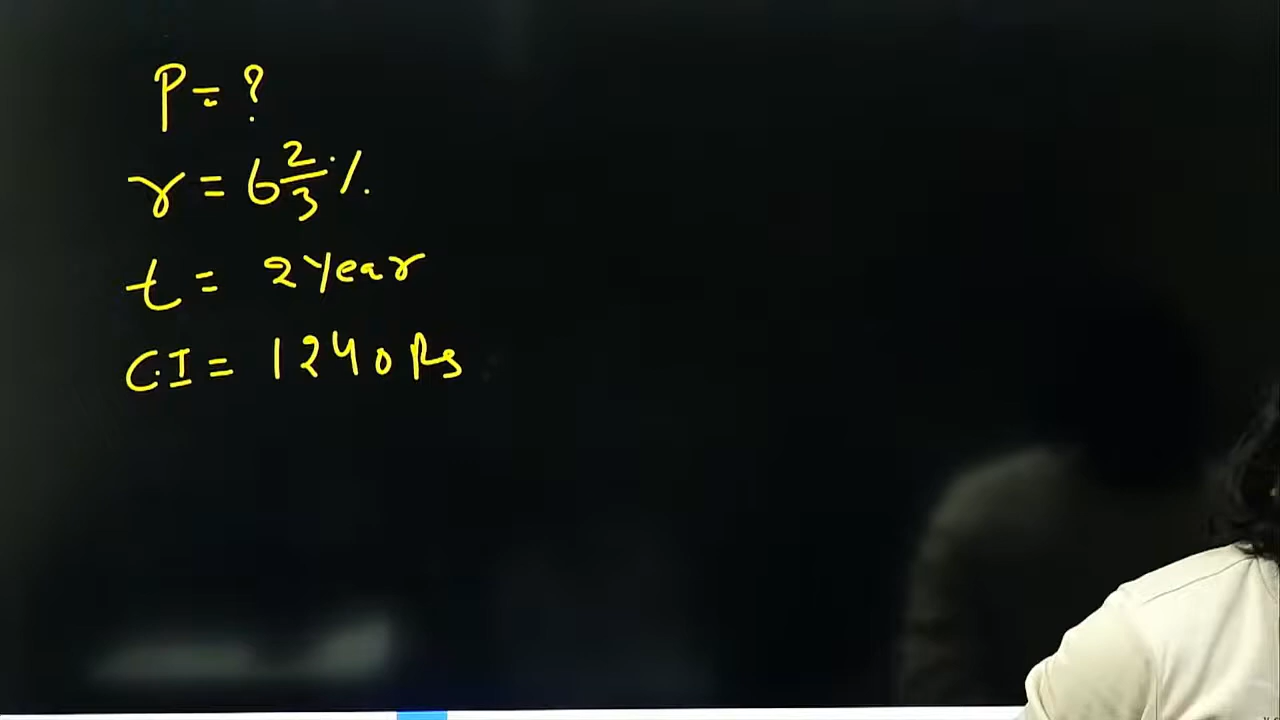 P = ?
r = 6 2/3 %
t = 2 Year
C.I = 1240 Rs